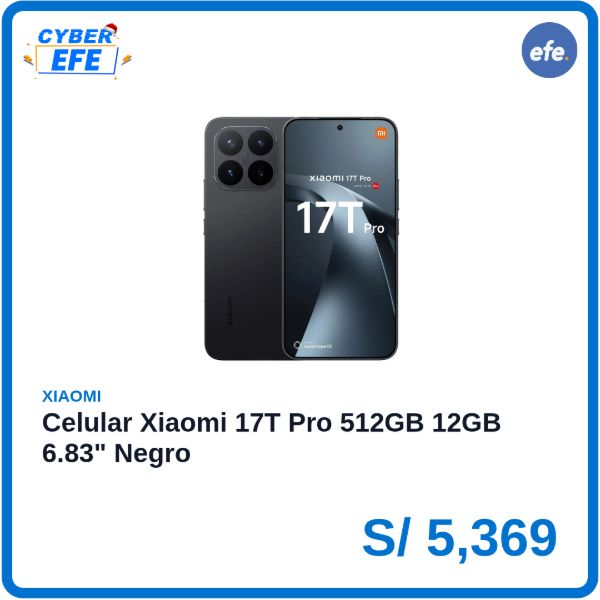 CYBER
EFE
efe.
xiaomi 17T Pro
17T Pro
xiaomi
XIAOMI
Celular Xiaomi 17T Pro 512GB 12GB
6.83" Negro
S/ 5,369